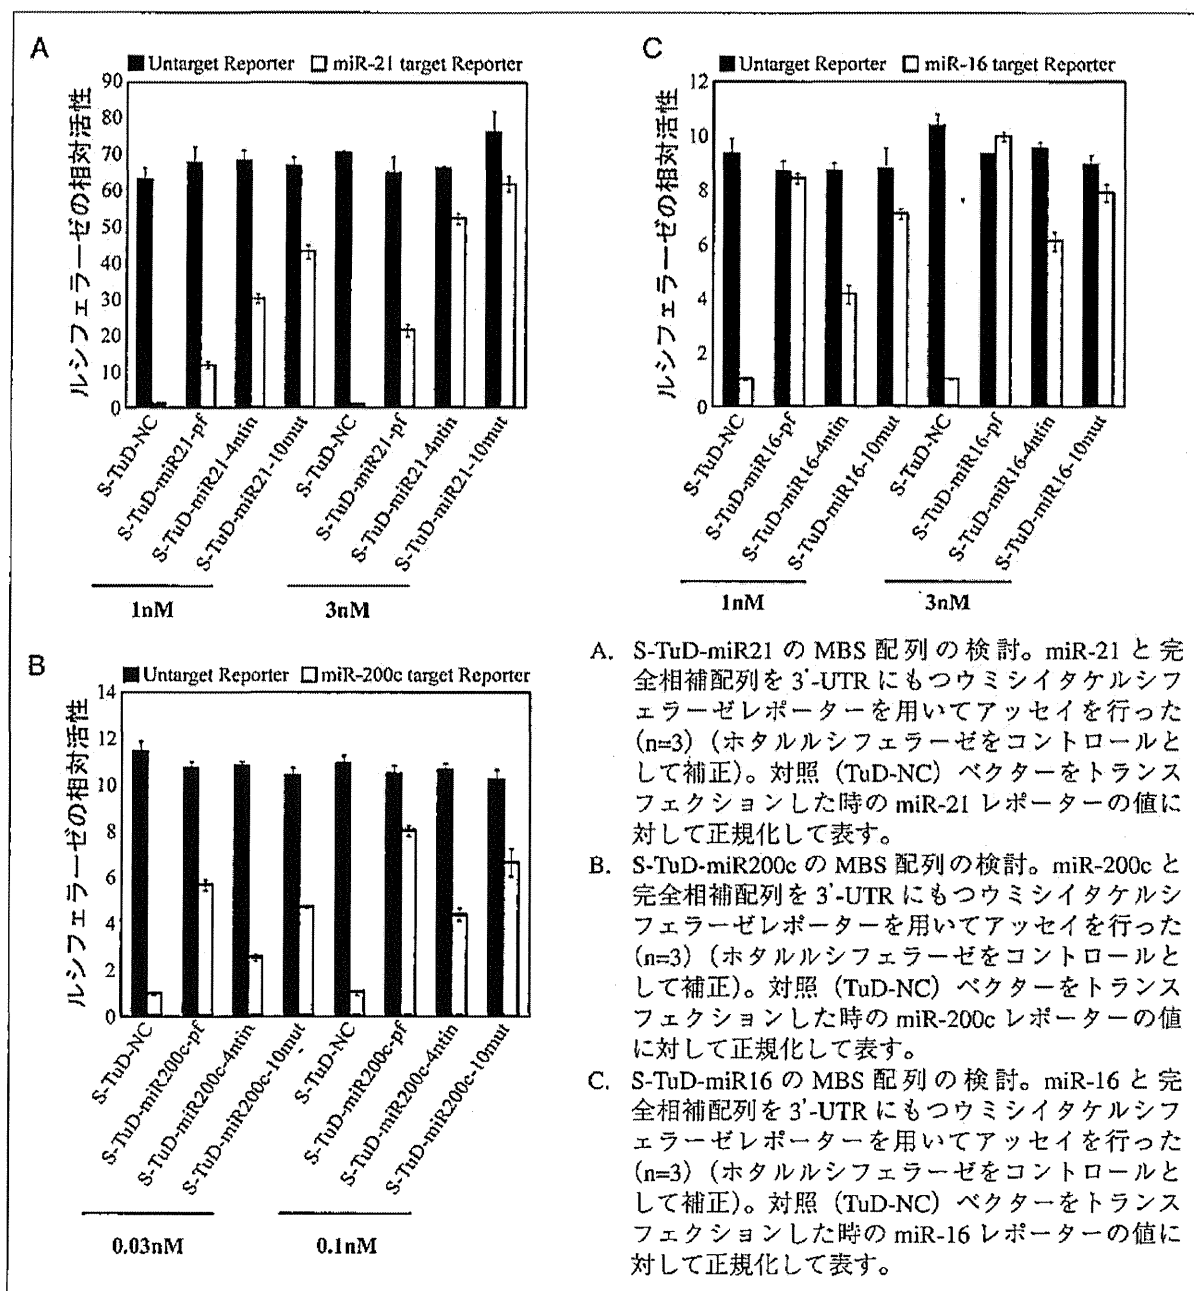 A
■ Untarget Reporter □ miR-21 target Reporter
ルシフェラーゼの相対活性
90
80
70
60
50
40
30
20
10
0
S-TuD-NC
S-TuD-miR21-pf
S-TuD-miR21-4ntin
S-TuD-miR21-10mut
S-TuD-NC
S-TuD-miR21-pf
S-TuD-miR21-4ntin
S-TuD-miR21-10mut
1nM
3nM
C
■ Untarget Reporter □ miR-16 target Reporter
ルシフェラーゼの相対活性
12
10
8
6
4
2
0
S-TuD-NC
S-TuD-miR16-pf
S-TuD-miR16-4ntin
S-TuD-miR16-10mut
S-TuD-NC
S-TuD-miR16-pf
S-TuD-miR16-4ntin
S-TuD-miR16-10mut
1nM
3nM
B
■ Untarget Reporter □ miR-200c target Reporter
ルシフェラーゼの相対活性
14
12
10
8
6
4
2
0
S-TuD-NC
S-TuD-miR200c-pf
S-TuD-miR200c-4ntin
S-TuD-miR200c-10mut
S-TuD-NC
S-TuD-miR200c-pf
S-TuD-miR200c-4ntin
S-TuD-miR200c-10mut
0.03nM
0.1nM
A. S-TuD-miR21 の MBS 配列の検討。miR-21 と完
全相補配列を 3'-UTR にもつウミシイタケルシフ
ェラーゼレポーターを用いてアッセイを行った
(n=3) (ホタルルシフェラーゼをコントロールと
して補正)。対照 (TuD-NC) ベクターをトランス
フェクションした時の miR-21 レポーターの値に
対して正規化して表す。
B. S-TuD-miR200c の MBS 配列の検討。miR-200c と
完全相補配列を 3'-UTR にもつウミシイタケルシ
フェラーゼレポーターを用いてアッセイを行った
(n=3) (ホタルルシフェラーゼをコントロールと
して補正)。対照 (TuD-NC) ベクターをトランス
フェクションした時の miR-200c レポーターの値
に対して正規化して表す。
C. S-TuD-miR16 の MBS 配列の検討。miR-16 と完
全相補配列を 3'-UTR にもつウミシイタケルシフ
ェラーゼレポーターを用いてアッセイを行った
(n=3) (ホタルルシフェラーゼをコントロールと
して補正)。対照 (TuD-NC) ベクターをトランス
フェクションした時の miR-16 レポーターの値に
対して正規化して表す。